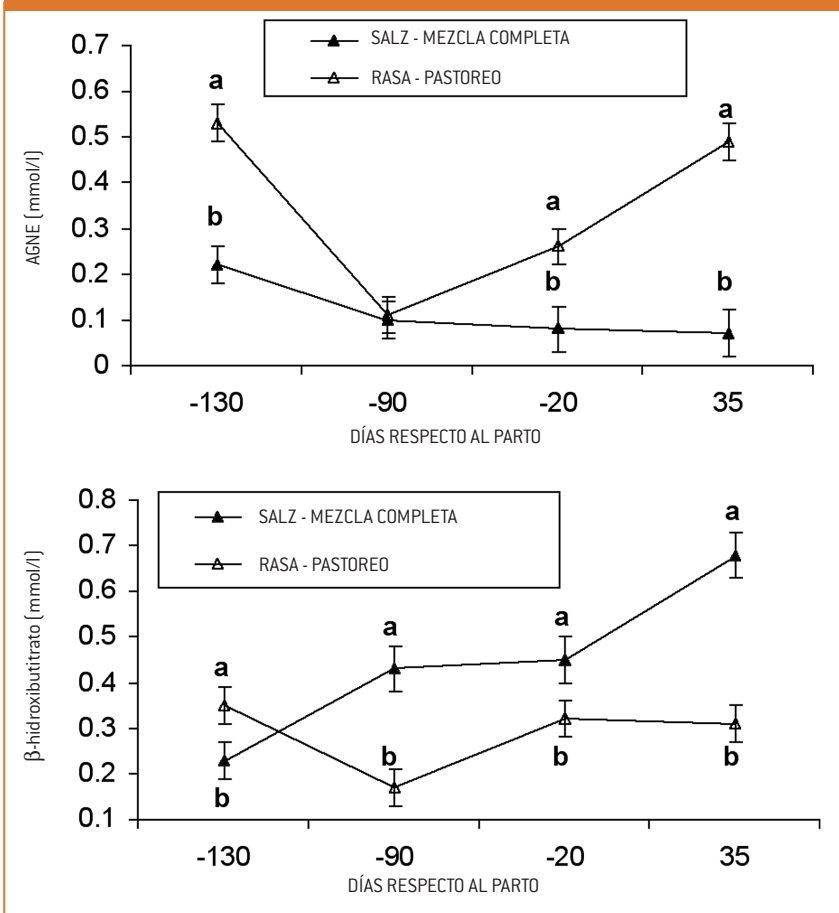 SALZ - MEZCLA COMPLETA
RASA - PASTOREO
AGNE (mmol/l)
0.7
0.6
0.5
0.4
0.3
0.2
0.1
0
a
b
a
b
a
b
-130 -90 -20 35
DÍAS RESPECTO AL PARTO
SALZ - MEZCLA COMPLETA
RASA - PASTOREO
β-hidroxibutitrato (mmol/l)
0.8
0.7
0.6
0.5
0.4
0.3
0.2
0.1
a
b
a
b
a
b
a
b
-130 -90 -20 35
DÍAS RESPECTO AL PARTO